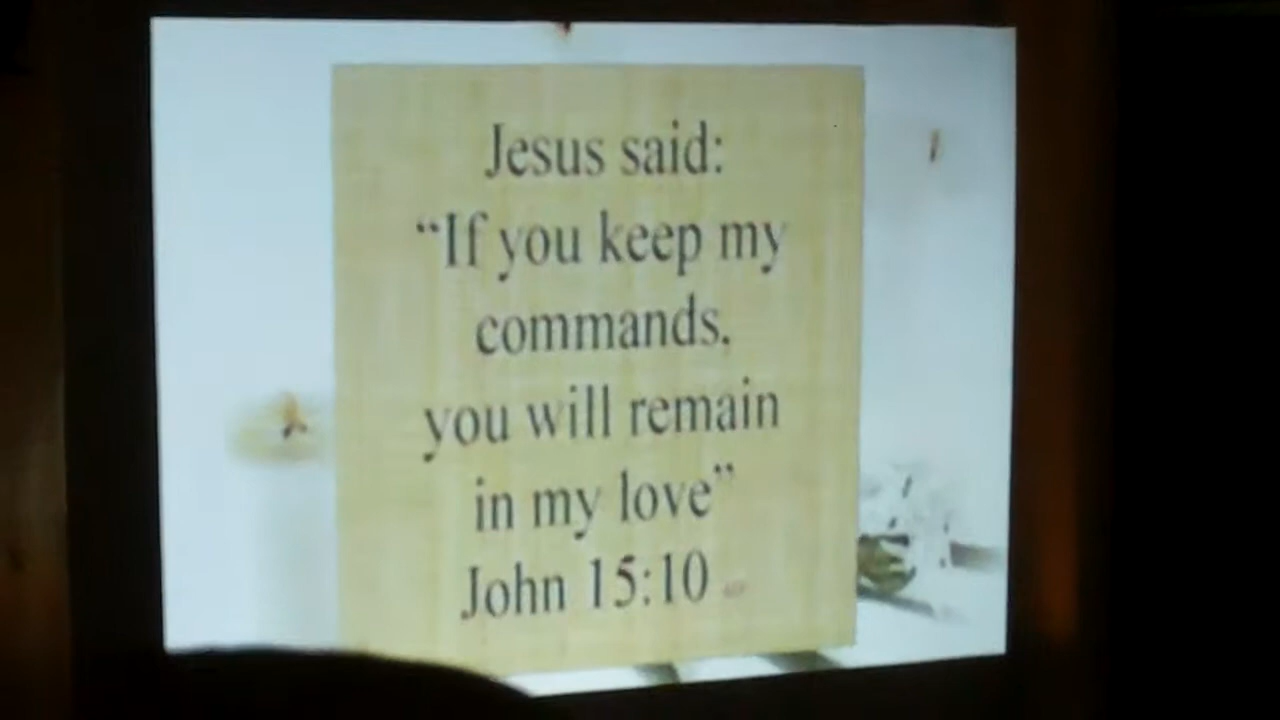 Jesus said:
“If you keep my
commands.
you will remain
in my love”
John 15:10